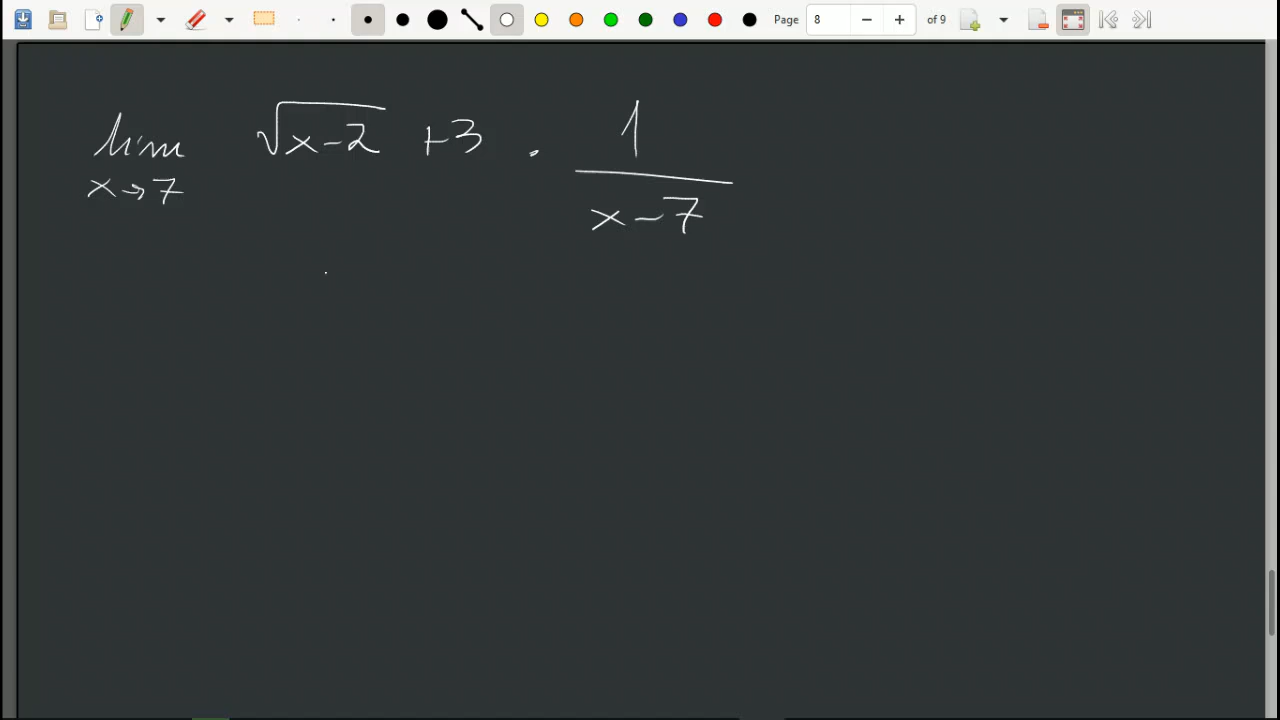 Page 8 of 9
lim √x-2 +3 . 1
x→7 x-7